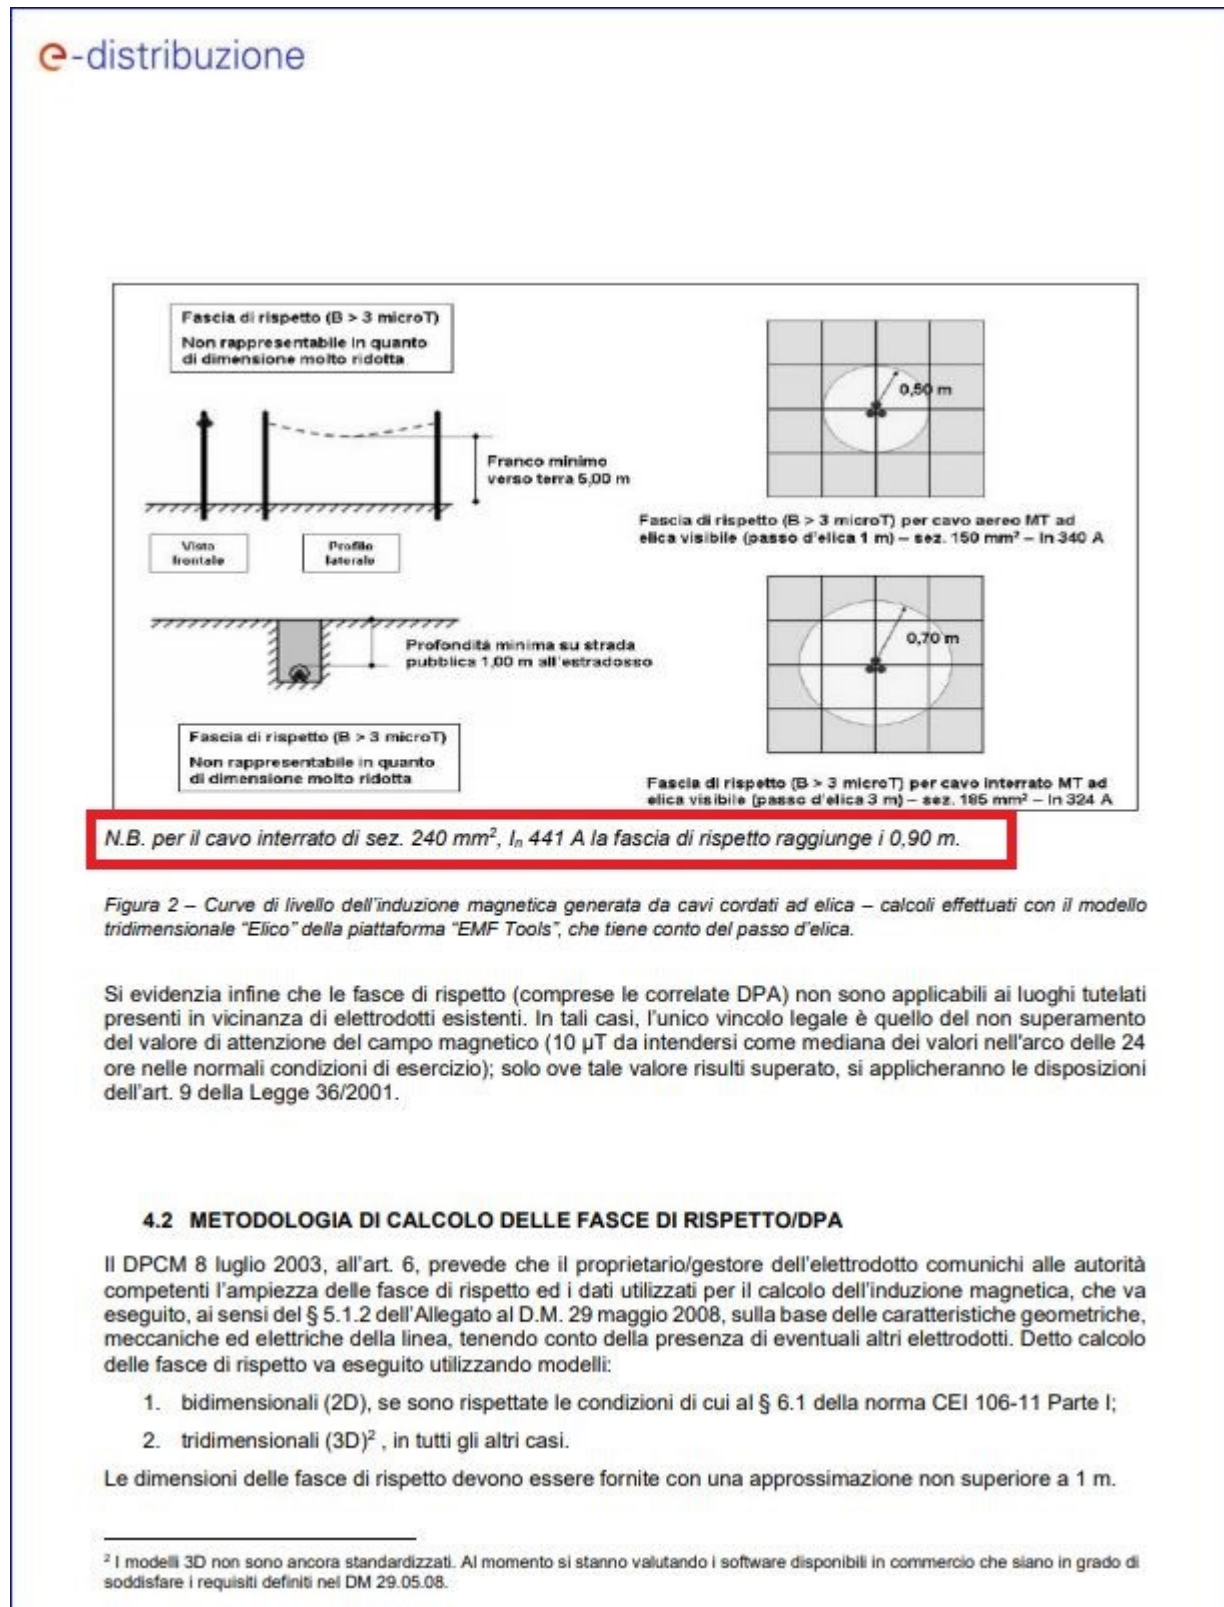 e-distribuzione
Fascia di rispetto (B > 3 microT)
Non rappresentabile in quanto
di dimensione molto ridotta
0,50 m
Franco minimo
verso terra 5,00 m
Fascia di rispetto (B > 3 microT) per cavo aereo MT ad
elica visibile (passo d'elica 1 m) – sez. 150 mm² – In 340 A
Vista
frontale
Profilo
laterale
0,70 m
Profondità minima su strada
pubblica 1,00 m all'estradosso
Fascia di rispetto (B > 3 microT)
Non rappresentabile in quanto
di dimensione molto ridotta
Fascia di rispetto (B > 3 microT) per cavo interrato MT ad
elica visibile (passo d'elica 3 m) – sez. 185 mm² – In 324 A
N.B. per il cavo interrato di sez. 240 mm², Iₙ 441 A la fascia di rispetto raggiunge i 0,90 m.
Figura 2 – Curve di livello dell'induzione magnetica generata da cavi cordati ad elica – calcoli effettuati con il modello
tridimensionale “Elico” della piattaforma “EMF Tools”, che tiene conto del passo d'elica.
Si evidenzia infine che le fasce di rispetto (comprese le correlate DPA) non sono applicabili ai luoghi tutelati
presenti in vicinanza di elettrodotti esistenti. In tali casi, l'unico vincolo legale è quello del non superamento
del valore di attenzione del campo magnetico (10 µT da intendersi come mediana dei valori nell'arco delle 24
ore nelle normali condizioni di esercizio); solo ove tale valore risulti superato, si applicheranno le disposizioni
dell'art. 9 della Legge 36/2001.
4.2 METODOLOGIA DI CALCOLO DELLE FASCE DI RISPETTO/DPA
Il DPCM 8 luglio 2003, all'art. 6, prevede che il proprietario/gestore dell'elettrodotto comunichi alle autorità
competenti l'ampiezza delle fasce di rispetto ed i dati utilizzati per il calcolo dell'induzione magnetica, che va
eseguito, ai sensi del § 5.1.2 dell'Allegato al D.M. 29 maggio 2008, sulla base delle caratteristiche geometriche,
meccaniche ed elettriche della linea, tenendo conto della presenza di eventuali altri elettrodotti. Detto calcolo
delle fasce di rispetto va eseguito utilizzando modelli:
1. bidimensionali (2D), se sono rispettate le condizioni di cui al § 6.1 della norma CEI 106-11 Parte I;
2. tridimensionali (3D)² , in tutti gli altri casi.
Le dimensioni delle fasce di rispetto devono essere fornite con una approssimazione non superiore a 1 m.
² I modelli 3D non sono ancora standardizzati. Al momento si stanno valutando i software disponibili in commercio che siano in grado di
soddisfare i requisiti definiti nel DM 29.05.08.